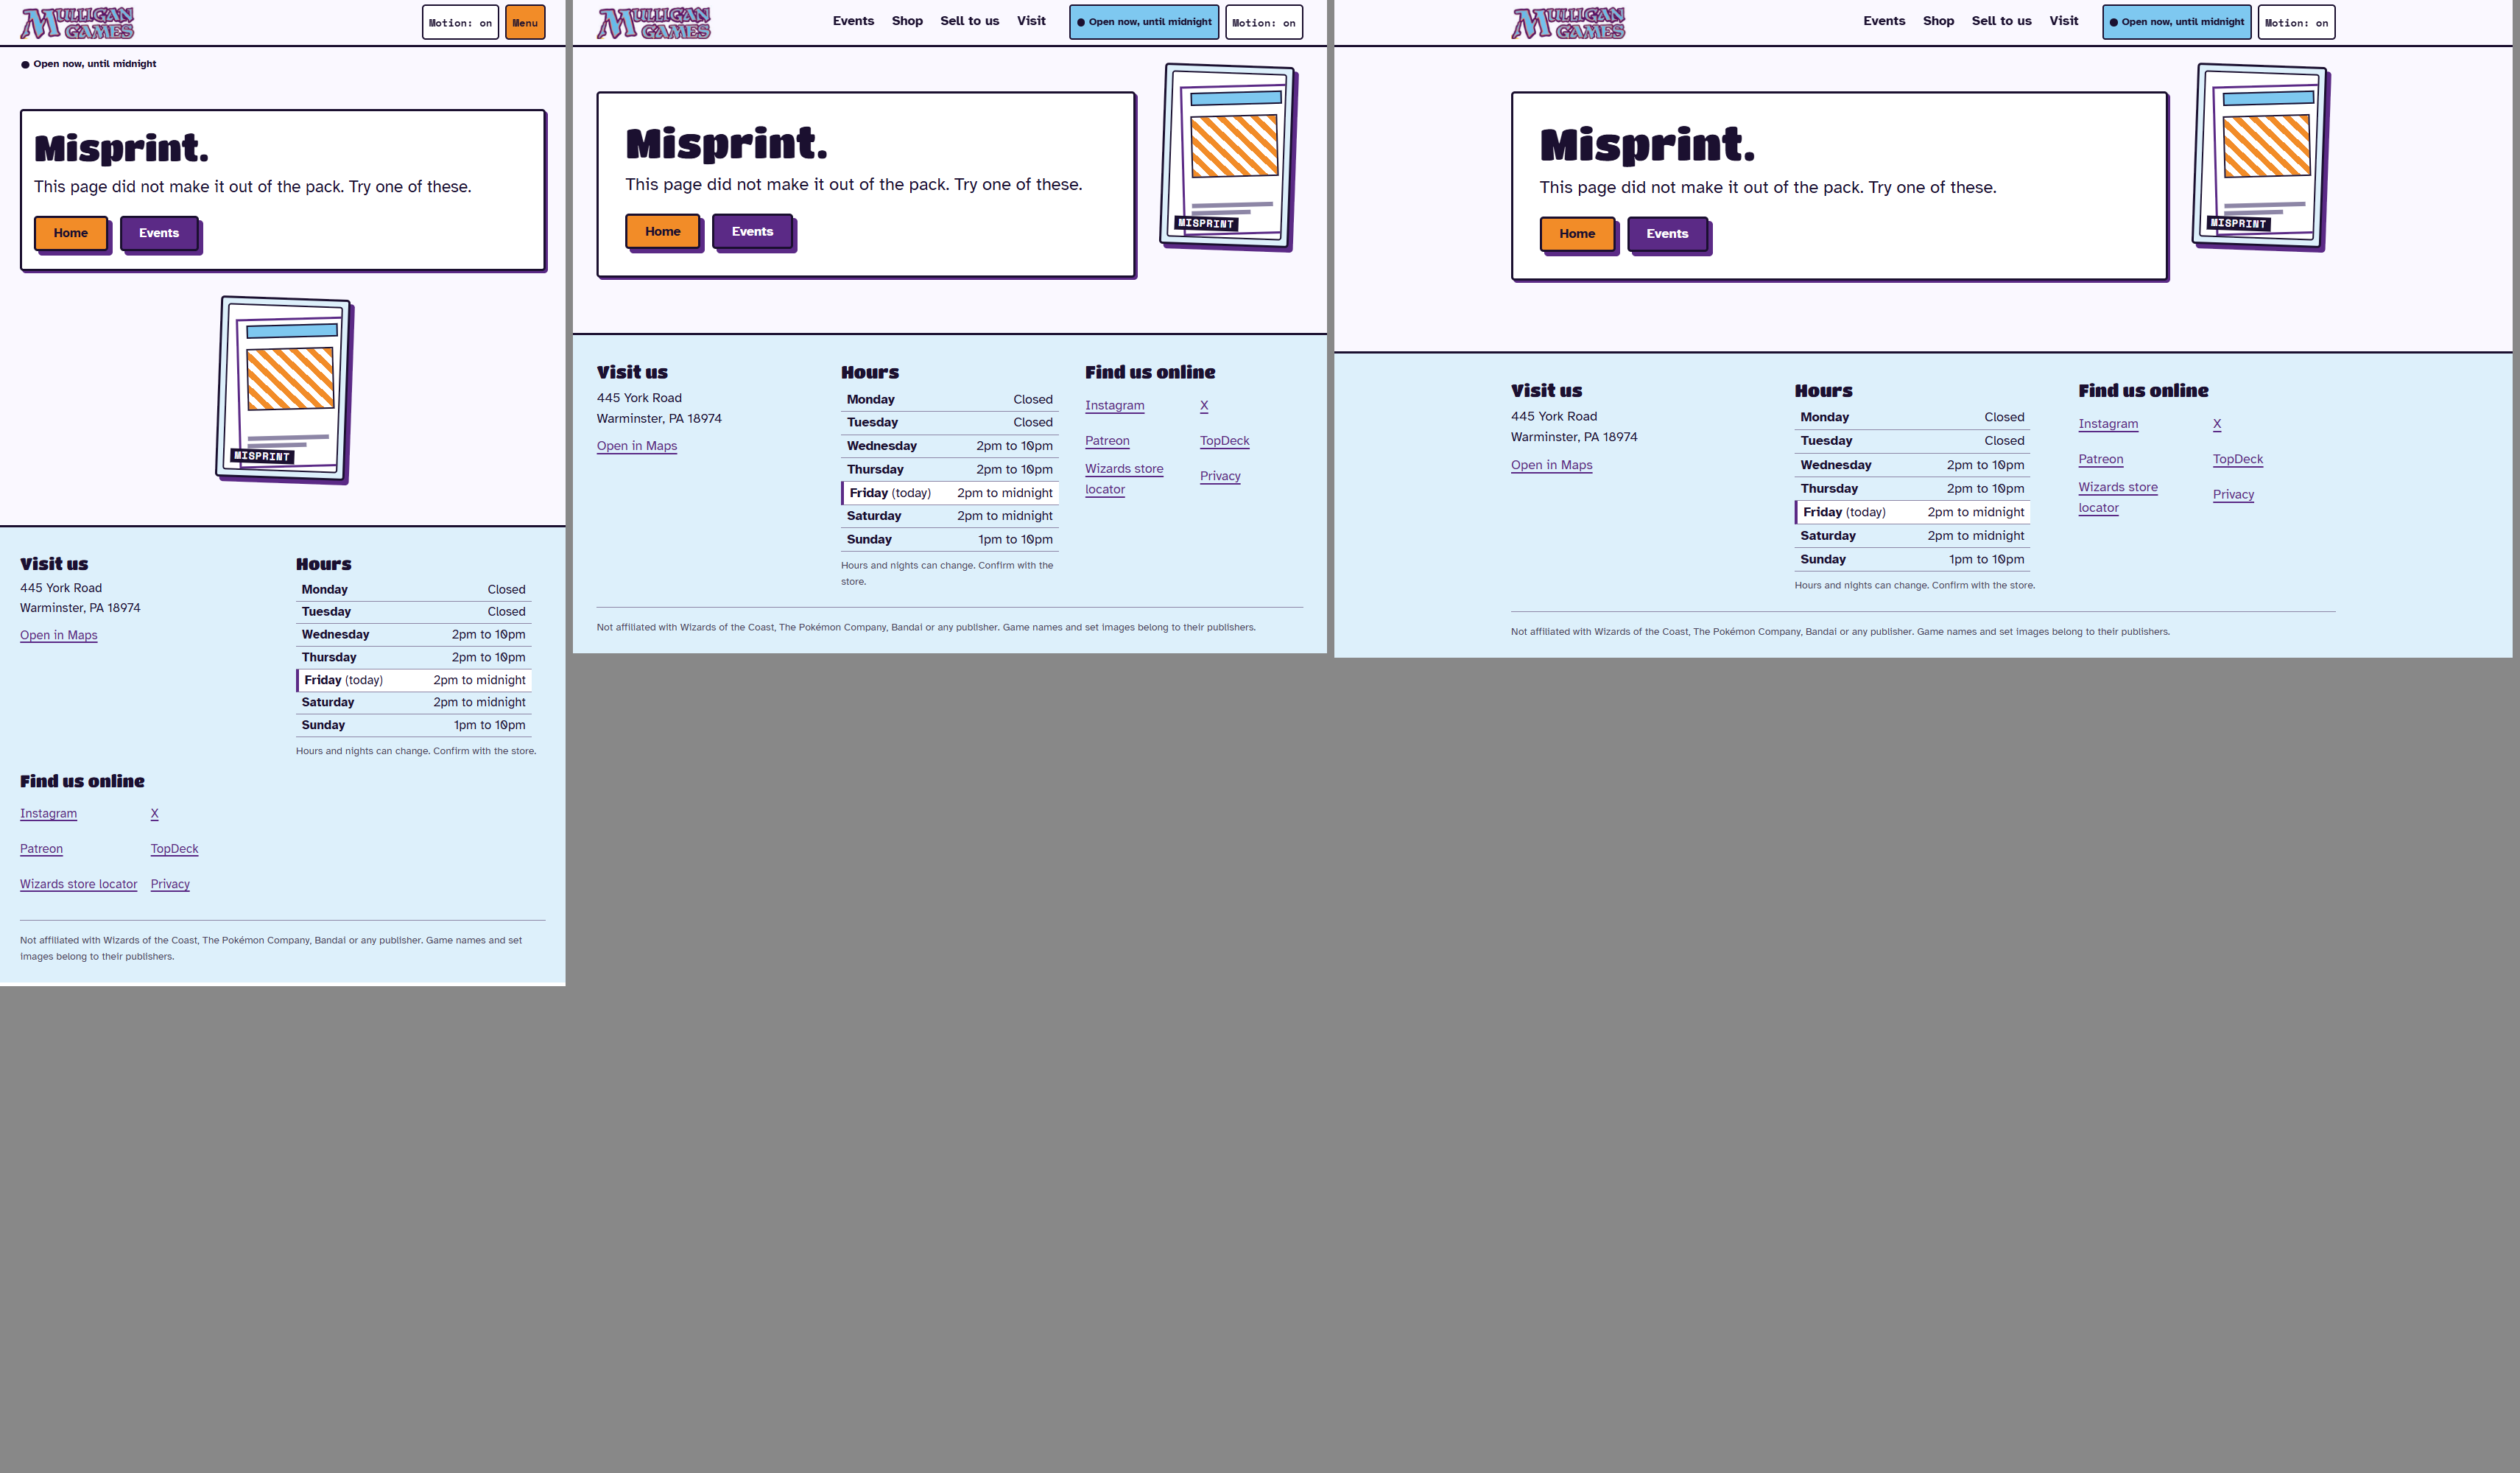 MULLIGAN GAMES
Motion: on
Menu
Open now, until midnight
Misprint.
This page did not make it out of the pack. Try one of these.
Home
Events
MISPRINT
Visit us
445 York Road
Warminster, PA 18974
Open in Maps
Hours
Monday Closed
Tuesday Closed
Wednesday 2pm to 10pm
Thursday 2pm to 10pm
Friday (today) 2pm to midnight
Saturday 2pm to midnight
Sunday 1pm to 10pm
Hours and nights can change. Confirm with the store.
Find us online
Instagram
X
Patreon
TopDeck
Wizards store locator
Privacy
Not affiliated with Wizards of the Coast, The Pokémon Company, Bandai or any publisher. Game names and set
images belong to their publishers.
MULLIGAN GAMES
Events
Shop
Sell to us
Visit
Open now, until midnight
Motion: on
Misprint.
This page did not make it out of the pack. Try one of these.
Home
Events
MISPRINT
Visit us
445 York Road
Warminster, PA 18974
Open in Maps
Hours
Monday Closed
Tuesday Closed
Wednesday 2pm to 10pm
Thursday 2pm to 10pm
Friday (today) 2pm to midnight
Saturday 2pm to midnight
Sunday 1pm to 10pm
Hours and nights can change. Confirm with the
store.
Find us online
Instagram
X
Patreon
TopDeck
Wizards store
locator
Privacy
Not affiliated with Wizards of the Coast, The Pokémon Company, Bandai or any publisher. Game names and set images belong to their publishers.
MULLIGAN GAMES
Events
Shop
Sell to us
Visit
Open now, until midnight
Motion: on
Misprint.
This page did not make it out of the pack. Try one of these.
Home
Events
MISPRINT
Visit us
445 York Road
Warminster, PA 18974
Open in Maps
Hours
Monday Closed
Tuesday Closed
Wednesday 2pm to 10pm
Thursday 2pm to 10pm
Friday (today) 2pm to midnight
Saturday 2pm to midnight
Sunday 1pm to 10pm
Hours and nights can change. Confirm with the store.
Find us online
Instagram
X
Patreon
TopDeck
Wizards store
locator
Privacy
Not affiliated with Wizards of the Coast, The Pokémon Company, Bandai or any publisher. Game names and set images belong to their publishers.